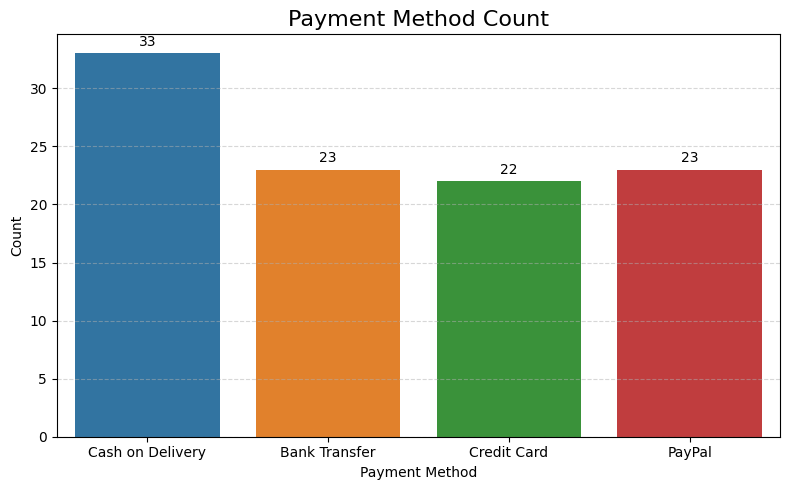 Payment Method Count
33
23
22
23
30
25
20
15
10
5
0
Count
Cash on Delivery
Bank Transfer
Credit Card
PayPal
Payment Method